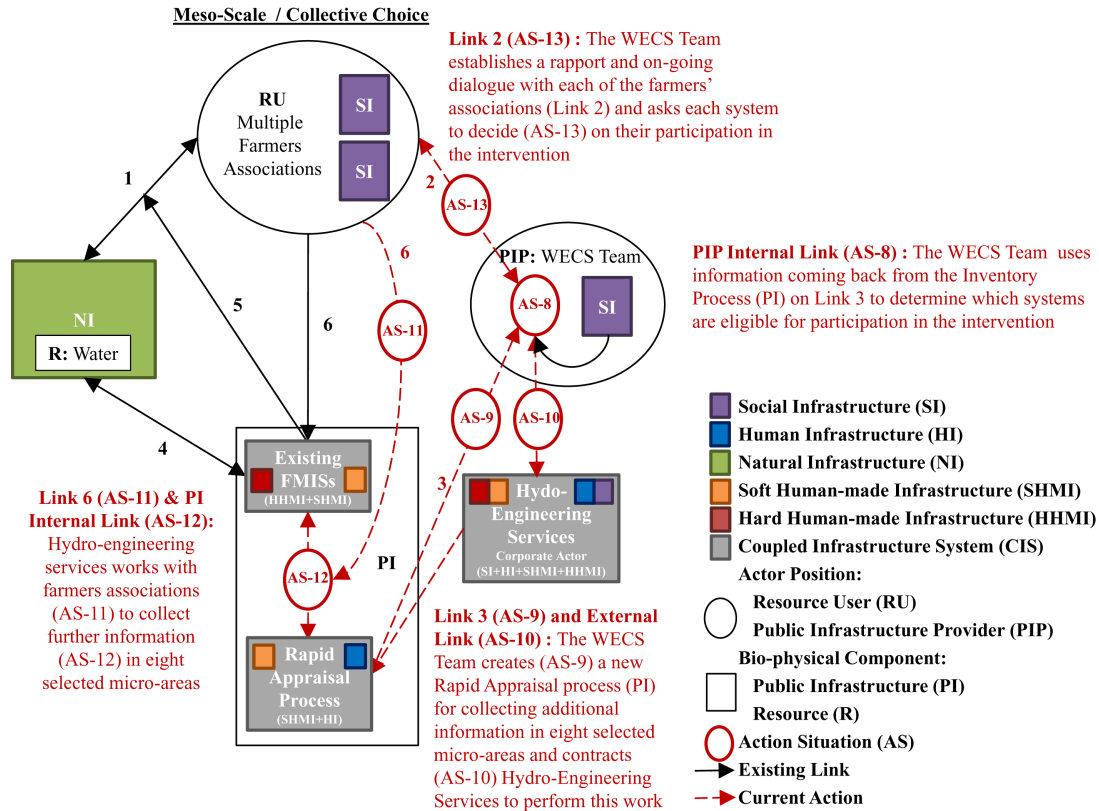 Meso-Scale / Collective Choice
Link 2 (AS-13) : The WECS Team
establishes a rapport and on-going
dialogue with each of the farmers'
associations (Link 2) and asks each system
to decide (AS-13) on their participation in
the intervention
RU
Multiple
Farmers
Associations
SI
SI
1
2
AS-13
PIP: WECS Team
AS-8
SI
PIP Internal Link (AS-8) : The WECS Team uses
information coming back from the Inventory
Process (PI) on Link 3 to determine which systems
are eligible for participation in the intervention
NI
R: Water
5
6
6
AS-11
4
AS-9
AS-10
3
Existing
FMISs
(HHMI+SHMI)
PI
AS-12
Rapid
Appraisal
Process
(SHMI+HI)
Hydo-
Engineering
Services
Corporate Actor
(SI+HI+SHMI+HHMI)
Link 6 (AS-11) & PI
Internal Link (AS-12):
Hydro-engineering
services works with
farmers associations
(AS-11) to collect
further information
(AS-12) in eight
selected micro-areas
Link 3 (AS-9) and External
Link (AS-10) : The WECS
Team creates (AS-9) a new
Rapid Appraisal process (PI)
for collecting additional
information in eight selected
micro-areas and contracts
(AS-10) Hydro-Engineering
Services to perform this work
Social Infrastructure (SI)
Human Infrastructure (HI)
Natural Infrastructure (NI)
Soft Human-made Infrastructure (SHMI)
Hard Human-made Infrastructure (HHMI)
Coupled Infrastructure System (CIS)
Actor Position:
Resource User (RU)
Public Infrastructure Provider (PIP)
Bio-physical Component:
Public Infrastructure (PI)
Resource (R)
Action Situation (AS)
Existing Link
Current Action